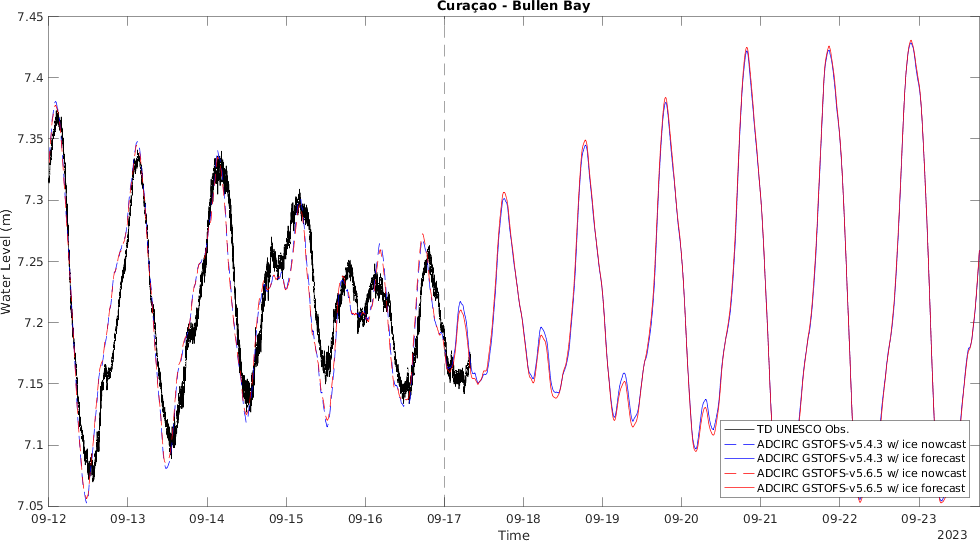 Curaçao - Bullen Bay
7.45
7.4
7.35
7.3
7.25
7.2
7.15
7.1
7.05
Water Level (m)
TD UNESCO Obs.
ADCIRC GSTOFS-v5.4.3 w/ ice nowcast
ADCIRC GSTOFS-v5.4.3 w/ ice forecast
ADCIRC GSTOFS-v5.6.5 w/ ice nowcast
ADCIRC GSTOFS-v5.6.5 w/ ice forecast
09-12 09-13 09-14 09-15 09-16 09-17 09-18 09-19 09-20 09-21 09-22 09-23
Time
2023